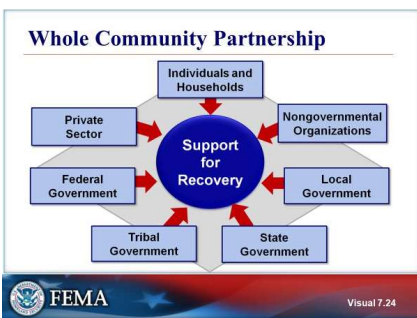 Whole Community Partnership
Individuals and
Households
Private
Sector
Nongovernmental
Organizations
Support
for
Recovery
Federal
Government
Local
Government
Tribal
Government
State
Government
FEMA
Visual 7.24